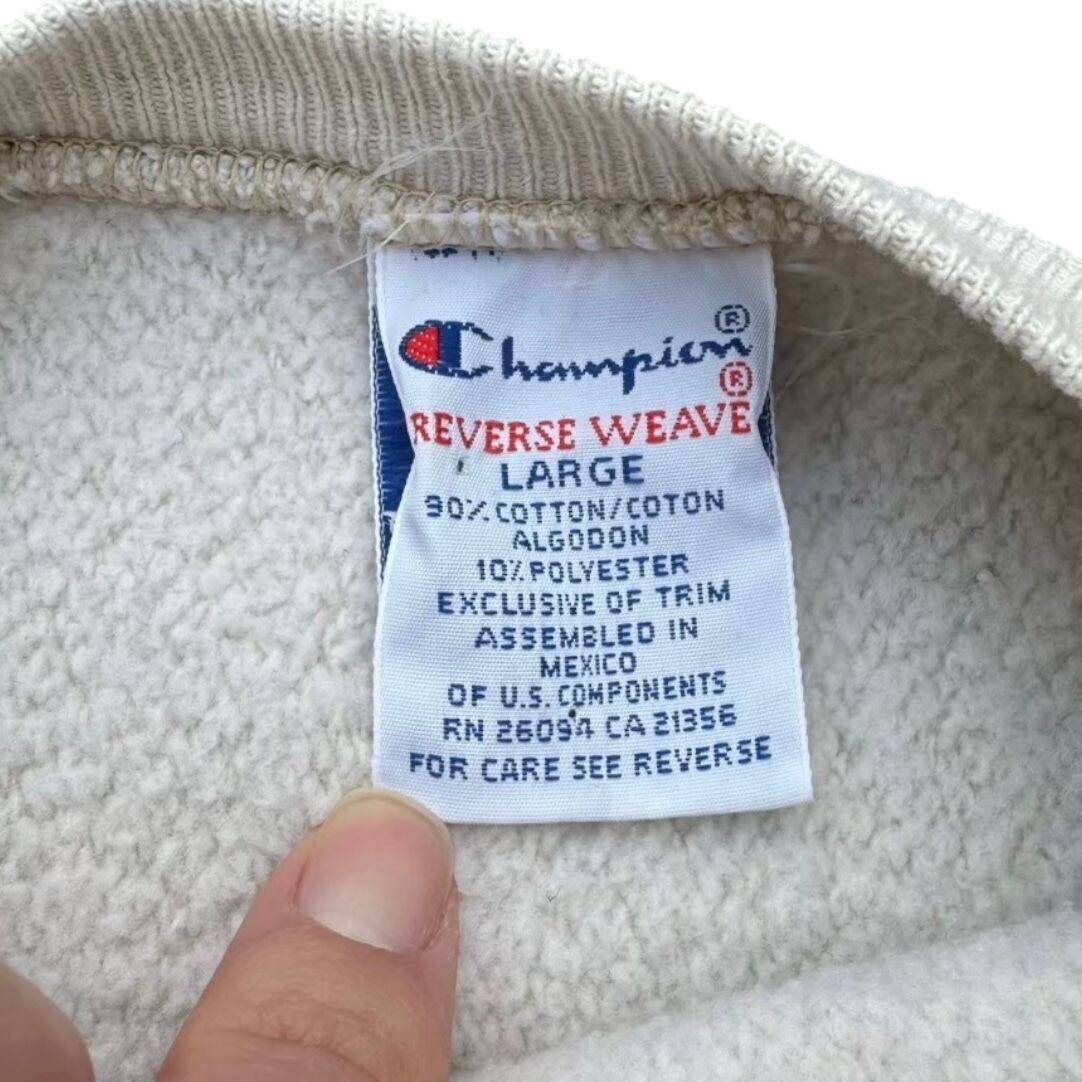 Champion®
®
REVERSE WEAVE
LARGE
90% COTTON/COTON
ALGODON
10% POLYESTER
EXCLUSIVE OF TRIM
ASSEMBLED IN
MEXICO
OF U.S. COMPONENTS
RN 26094 CA 21356
FOR CARE SEE REVERSE